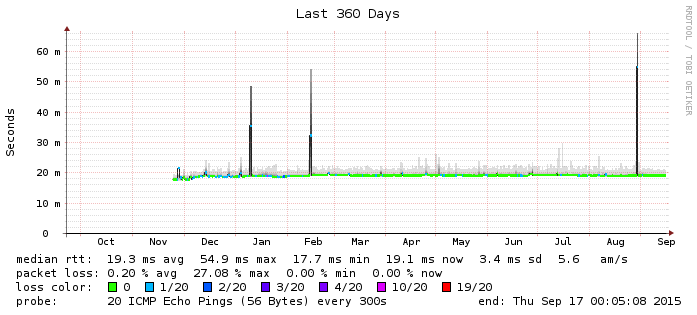 Last 360 Days
RRDTOOL / TOBI OETIKER
Seconds
60 m
50 m
40 m
30 m
20 m
10 m
0
Oct Nov Dec Jan Feb Mar Apr May Jun Jul Aug Sep
median rtt: 19.3 ms avg 54.9 ms max 17.7 ms min 19.1 ms now 3.4 ms sd 5.6 am/s
packet loss: 0.20 % avg 27.08 % max 0.00 % min 0.00 % now
loss color: 0 1/20 2/20 3/20 4/20 10/20 19/20
probe: 20 ICMP Echo Pings (56 Bytes) every 300s end: Thu Sep 17 00:05:08 2015